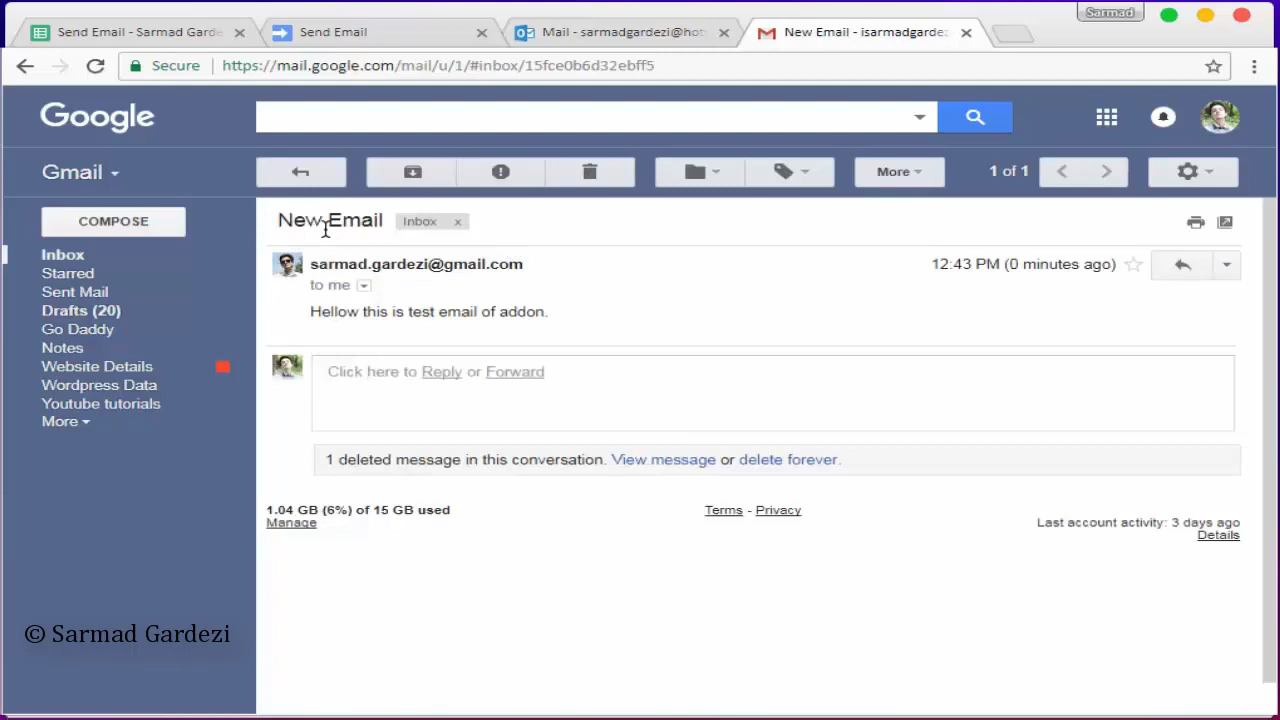 Sarmad
Send Email - Sarmad Garde
Send Email
Mail - sarmadgardezi@hot
New Email - isarmadgardez
Secure https://mail.google.com/mail/u/1/#inbox/15fce0b6d32ebff5
Google
Gmail
More
1 of 1
COMPOSE
Inbox
Starred
Sent Mail
Drafts (20)
Go Daddy
Notes
Website Details
Wordpress Data
Youtube tutorials
More
New Email Inbox x
sarmad.gardezi@gmail.com 12:43 PM (0 minutes ago)
to me
Hellow this is test email of addon.
Click here to Reply or Forward
1 deleted message in this conversation. View message or delete forever.
1.04 GB (6%) of 15 GB used
Manage
Terms - Privacy
Last account activity: 3 days ago
Details
© Sarmad Gardezi